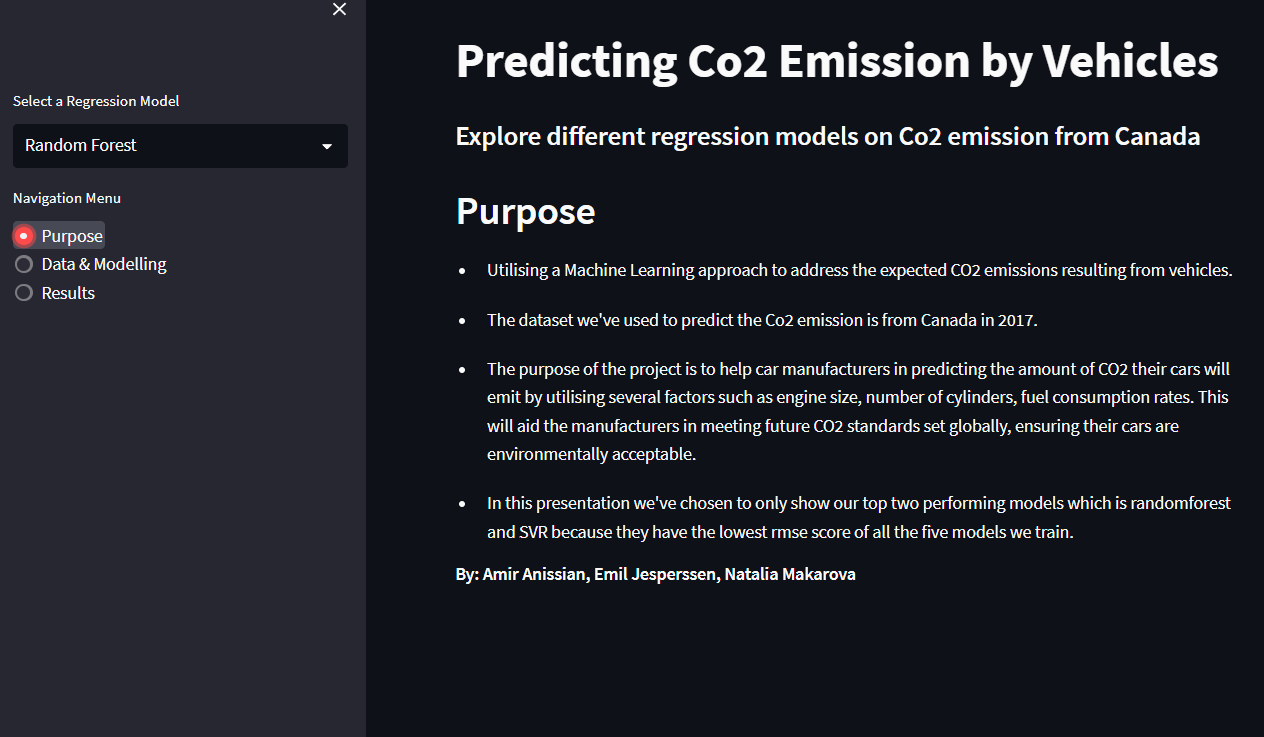 Select a Regression Model
Random Forest
Navigation Menu
Purpose
Data & Modelling
Results
Predicting Co2 Emission by Vehicles
Explore different regression models on Co2 emission from Canada
Purpose
Utilising a Machine Learning approach to address the expected CO2 emissions resulting from vehicles.
The dataset we've used to predict the Co2 emission is from Canada in 2017.
The purpose of the project is to help car manufacturers in predicting the amount of CO2 their cars will
emit by utilising several factors such as engine size, number of cylinders, fuel consumption rates. This
will aid the manufacturers in meeting future CO2 standards set globally, ensuring their cars are
environmentally acceptable.
In this presentation we've chosen to only show our top two performing models which is randomforest
and SVR because they have the lowest rmse score of all the five models we train.
By: Amir Anissian, Emil Jesperssen, Natalia Makarova